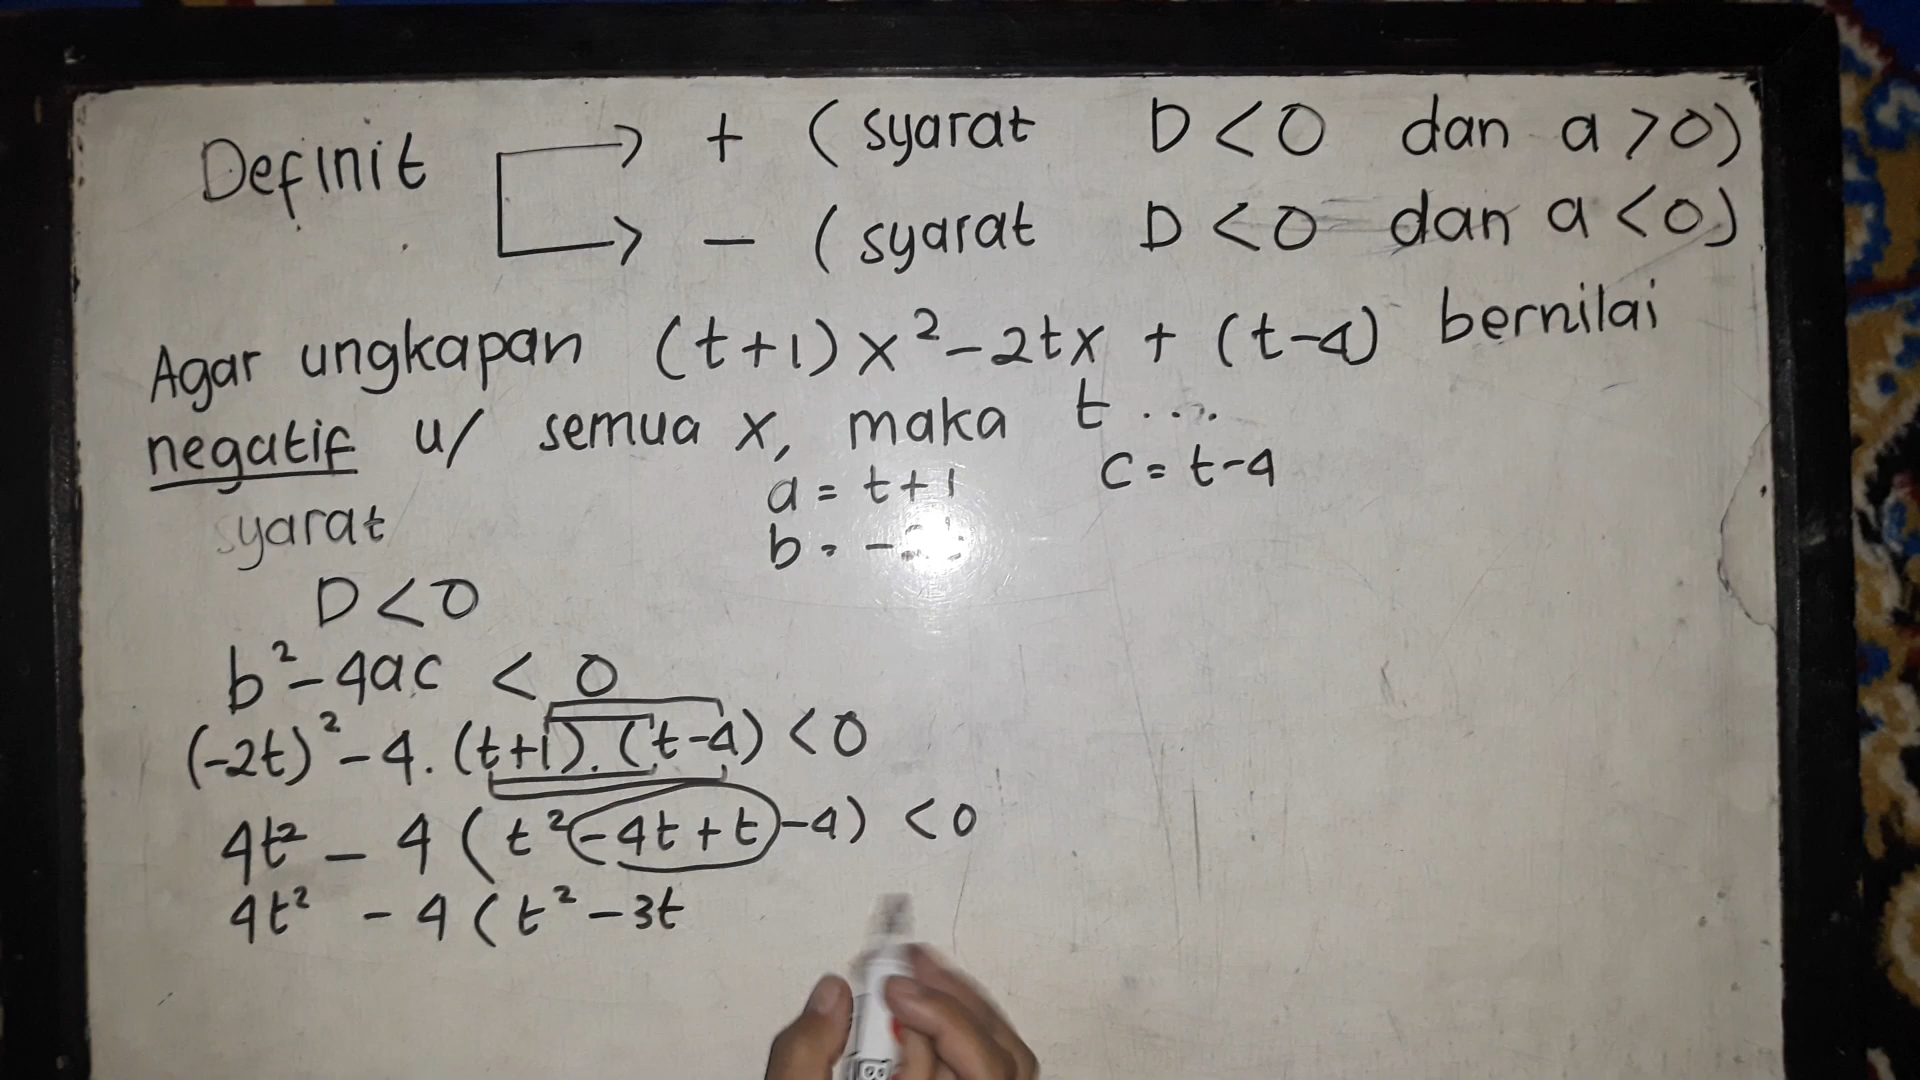 Definit + (syarat D<0 dan a>0)
- (syarat D<0 dan a<0)
Agar ungkapan (t+1)x²-2tx + (t-4) bernilai
negatif u/ semua x, maka t ....
a = t+1 c = t-4
syarat
b = -
D<0
b²-4ac < 0
(-2t)²-4.(t+1).(t-4)<0
4t² - 4(t²-4t+t-4) <0
4t² - 4(t²-3t